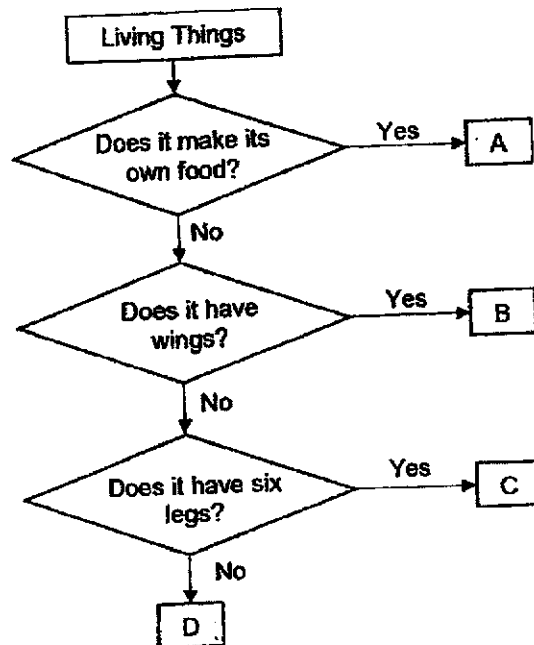 Living Things
Does it make its
own food?
Yes
A
No
Does it have
wings?
Yes
B
No
Does it have six
legs?
Yes
C
No
D